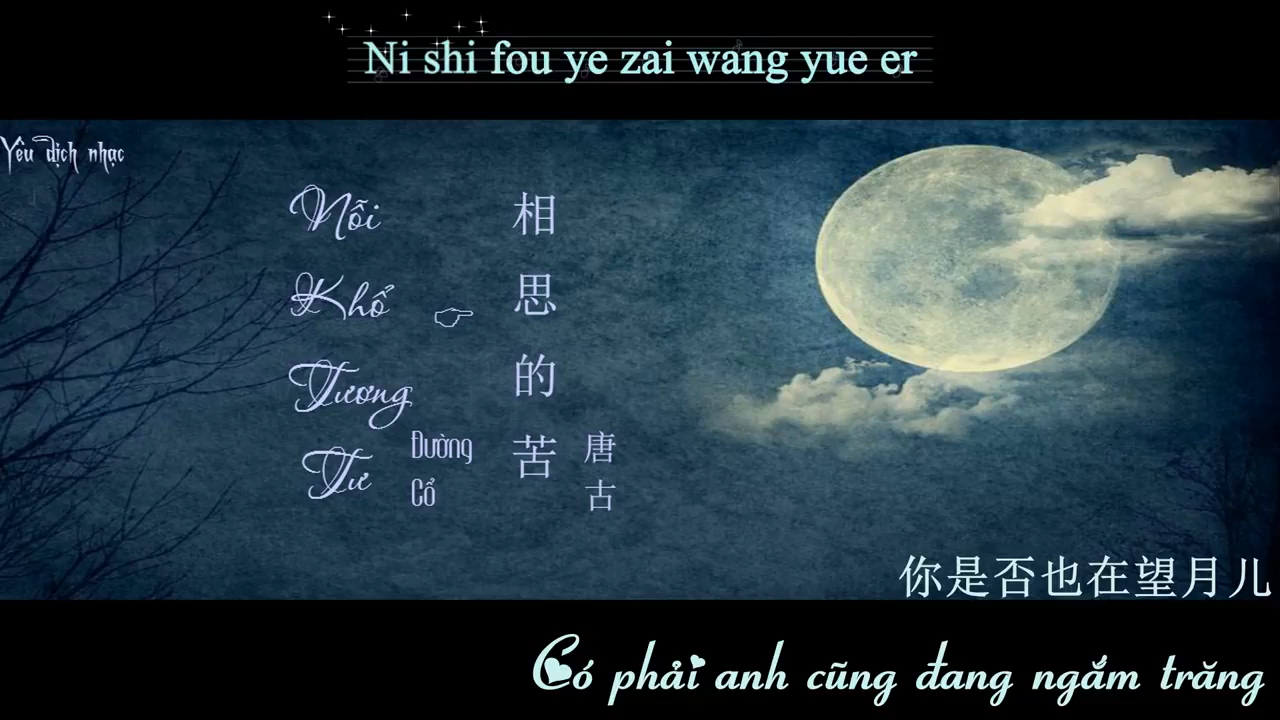 Ni shi fou ye zai wang yue er
Yêu dịch nhạc
Nỗi
Khổ
Tương
Tư
Đường
Cổ
相思的苦
唐古
你是否也在望月儿
Có phải anh cũng đang ngắm trăng